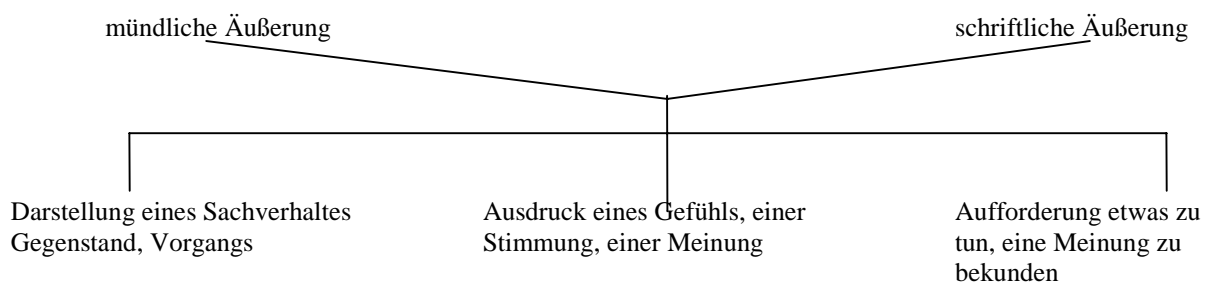 mündliche Äußerung
schriftliche Äußerung
Darstellung eines Sachverhaltes
Gegenstand, Vorgangs
Ausdruck eines Gefühls, einer
Stimmung, einer Meinung
Aufforderung etwas zu
tun, eine Meinung zu
bekunden